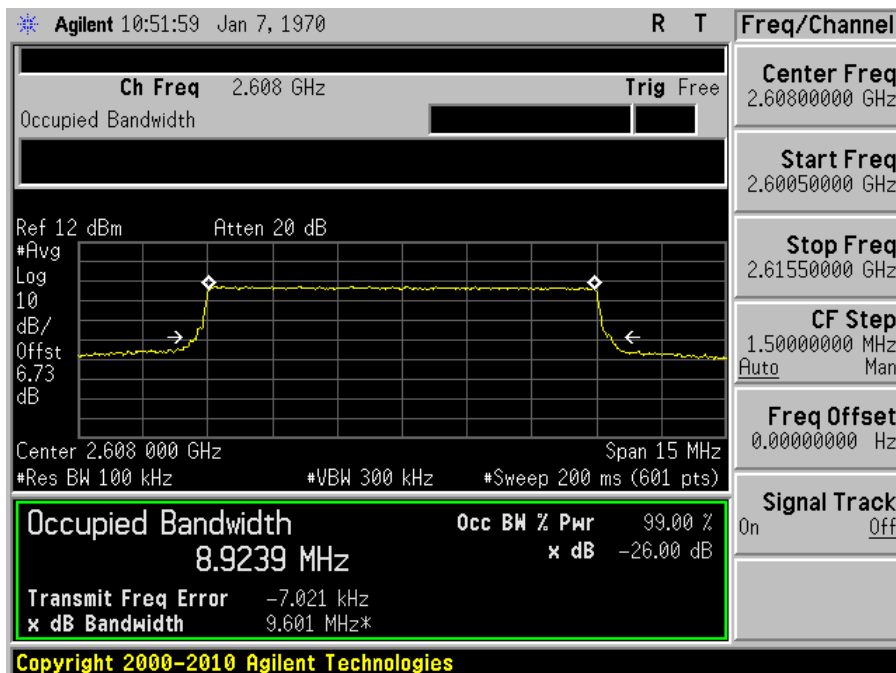 Agilent 10:51:59 Jan 7, 1970 R T
Freq/Channel
Ch Freq 2.608 GHz Trig Free
Occupied Bandwidth
Center Freq
2.60800000 GHz
Start Freq
2.60050000 GHz
Stop Freq
2.61550000 GHz
CF Step
1.50000000 MHz
Auto Man
Freq Offset
0.00000000 Hz
Signal Track
On Off
Ref 12 dBm Atten 20 dB
#Avg
Log
10
dB/
Offst
6.73
dB
Center 2.608 000 GHz Span 15 MHz
#Res BW 100 kHz #VBW 300 kHz #Sweep 200 ms (601 pts)
Occupied Bandwidth
8.9239 MHz
Occ BW % Pwr 99.00 %
x dB -26.00 dB
Transmit Freq Error -7.021 kHz
x dB Bandwidth 9.601 MHz*
Copyright 2000-2010 Agilent Technologies